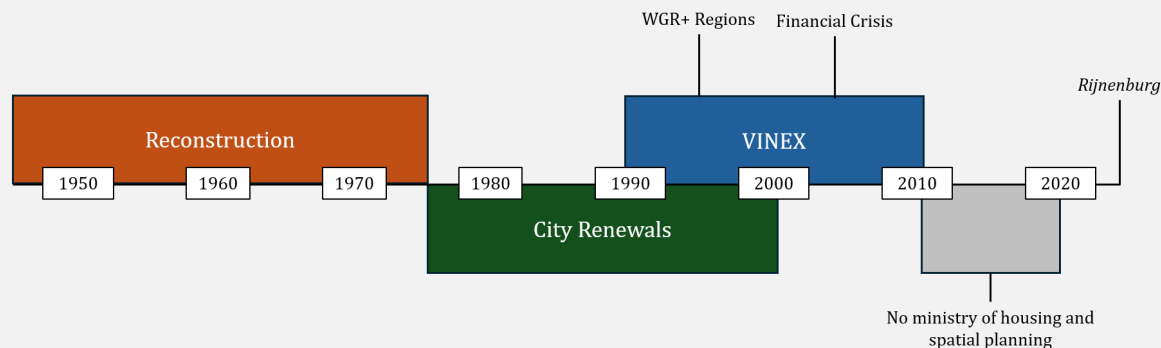 WGR+ Regions
Financial Crisis
Rijnenburg
Reconstruction
VINEX
1950
1960
1970
1980
1990
2000
2010
2020
City Renewals
No ministry of housing and
spatial planning